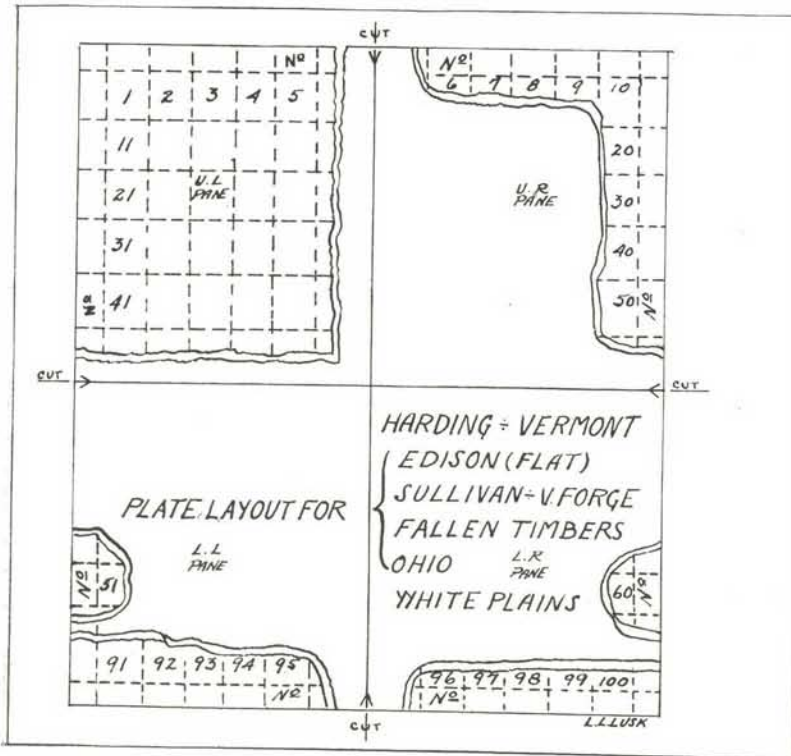 CUT
Nº Nº
1 2 3 4 5 6 7 8 9 10
11 20
21 U.L PANE U.R PANE 30
31 40
Nº 41 50 Nº
CUT CUT
HARDING ÷ VERMONT
EDISON (FLAT)
PLATE LAYOUT FOR SULLIVAN ÷ V. FORGE
FALLEN TIMBERS
L.L PANE OHIO L.R PANE
Nº 51 WHITE PLAINS 60 Nº
91 92 93 94 95 96 97 98 99 100
Nº Nº
L.L.LUSK
CUT